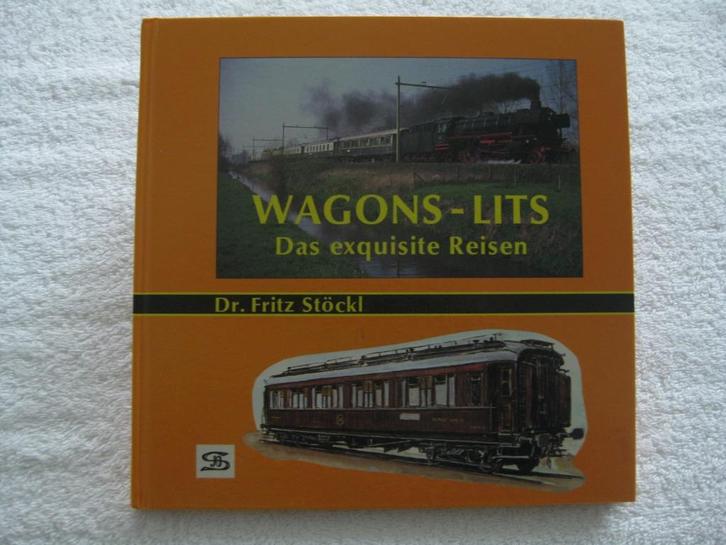 WAGONS-LITS
Das exquisite Reisen
Dr. Fritz Stöckl